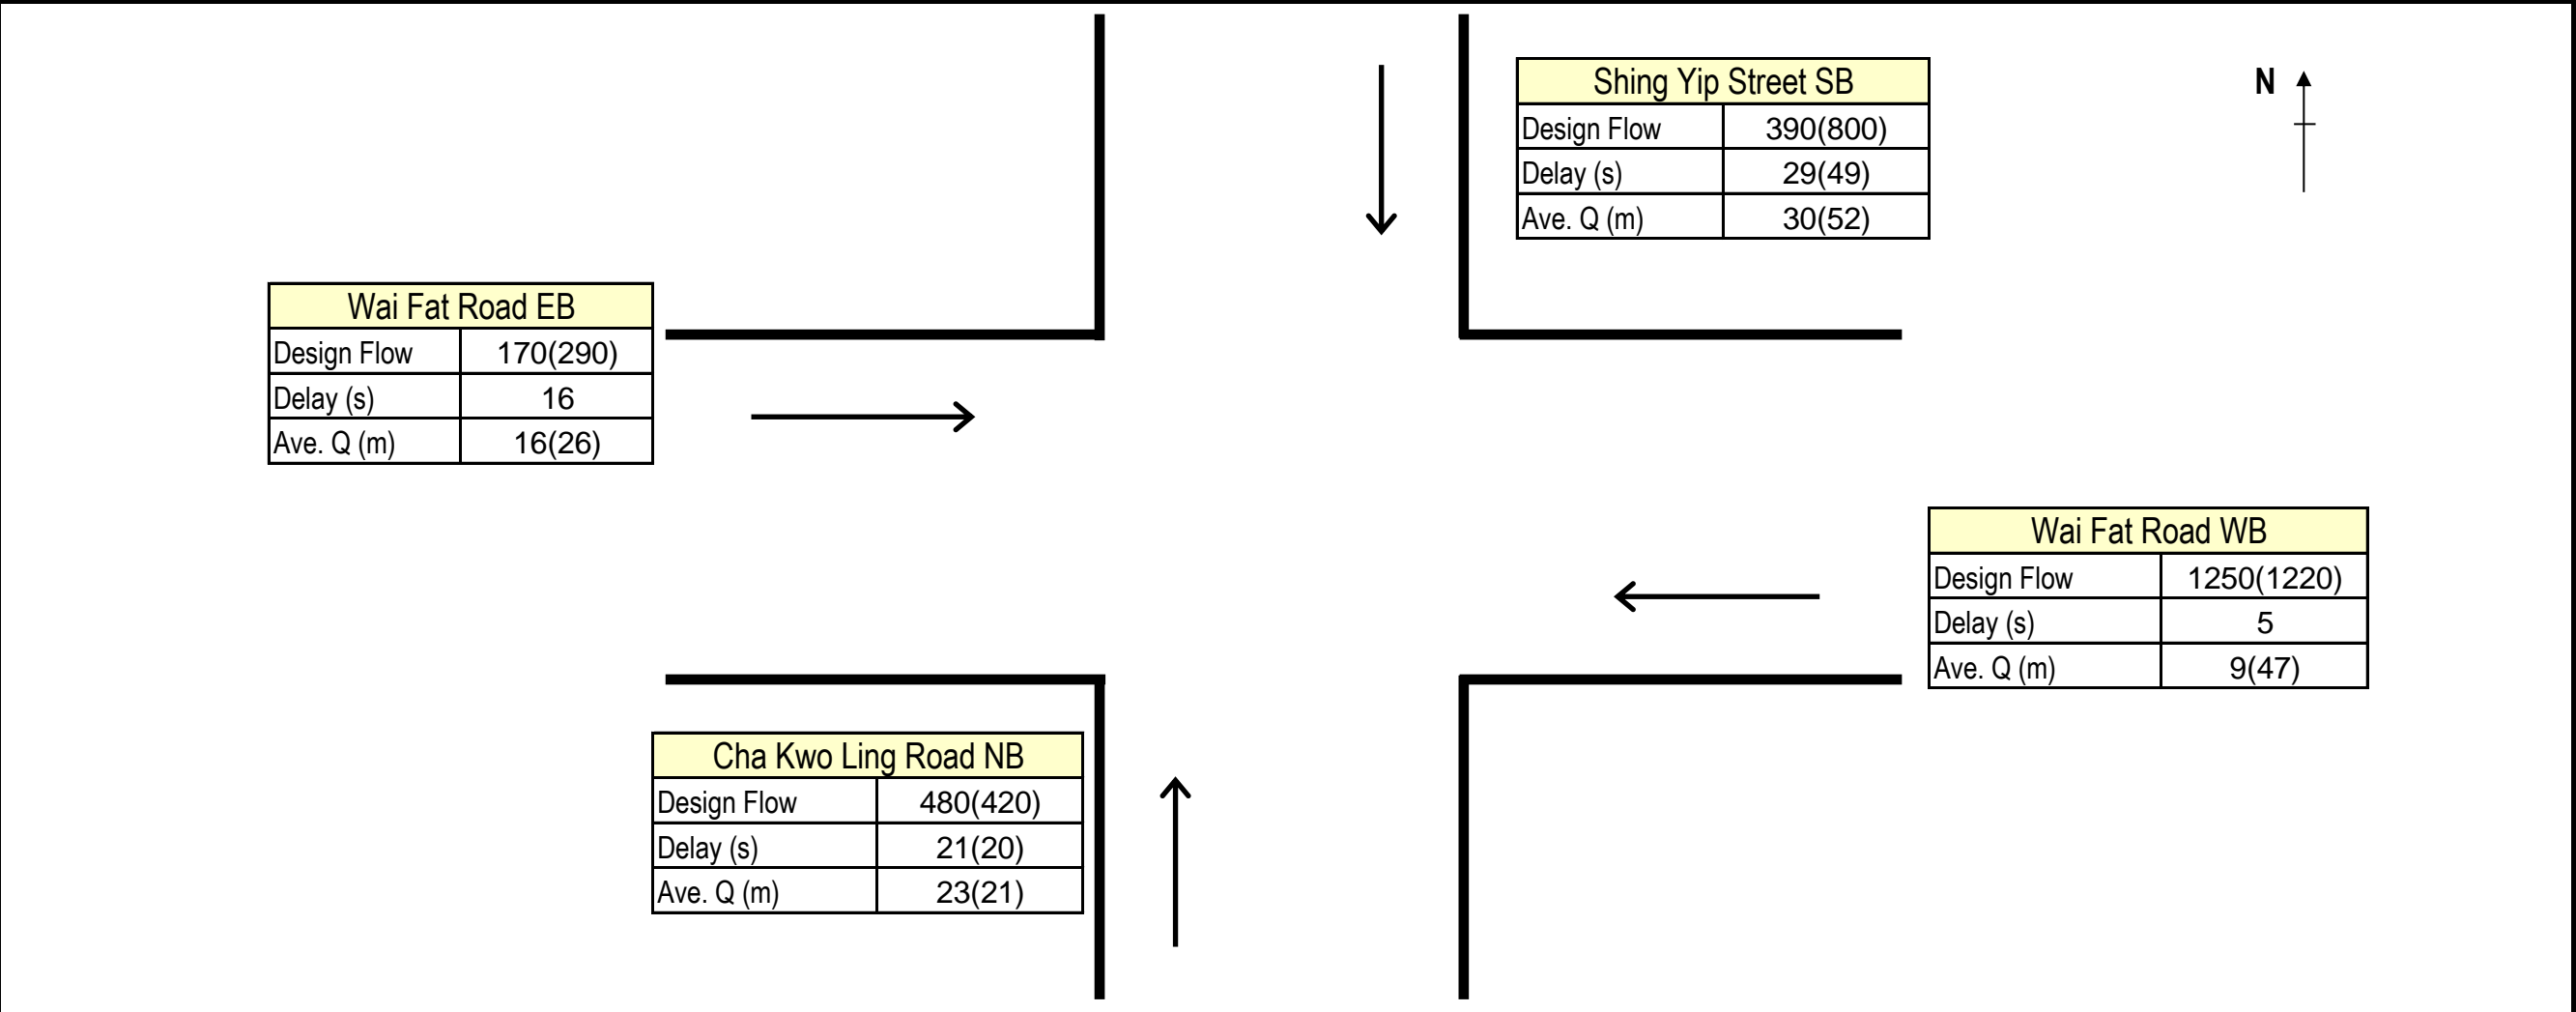 Shing Yip Street SB
Design Flow 390(800)
Delay (s) 29(49)
Ave. Q (m) 30(52)
N
Wai Fat Road EB
Design Flow 170(290)
Delay (s) 16
Ave. Q (m) 16(26)
Wai Fat Road WB
Design Flow 1250(1220)
Delay (s) 5
Ave. Q (m) 9(47)
Cha Kwo Ling Road NB
Design Flow 480(420)
Delay (s) 21(20)
Ave. Q (m) 23(21)